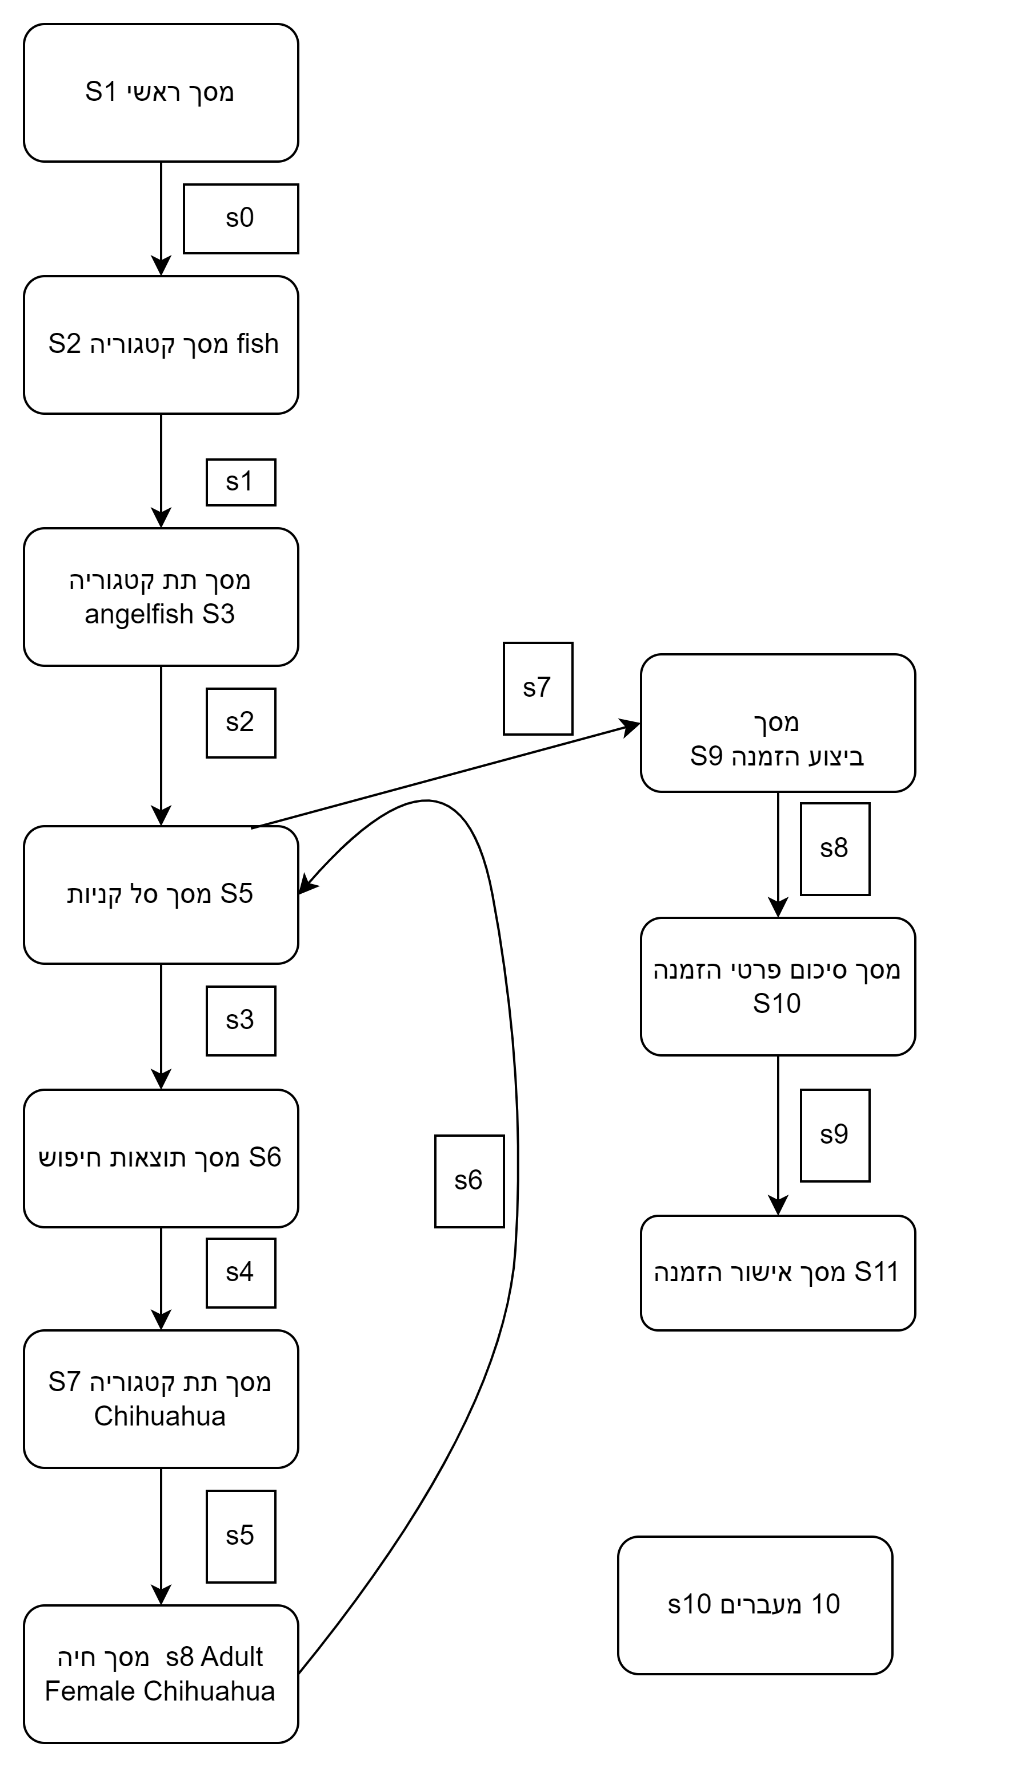 מסך ראשי S1
s0
fish מסך קטגוריה S2
s1
מסך תת קטגוריה
angelfish S3
s2
S5 מסך סל קניות
s3
S6 מסך תוצאות חיפוש
s4
מסך תת קטגוריה S7
Chihuahua
s5
מסך חיה s8 Adult
Female Chihuahua
s6
s7
מסך
ביצוע הזמנה S9
s8
מסך סיכום פרטי הזמנה
S10
s9
S11 מסך אישור הזמנה
10 מעברים s10